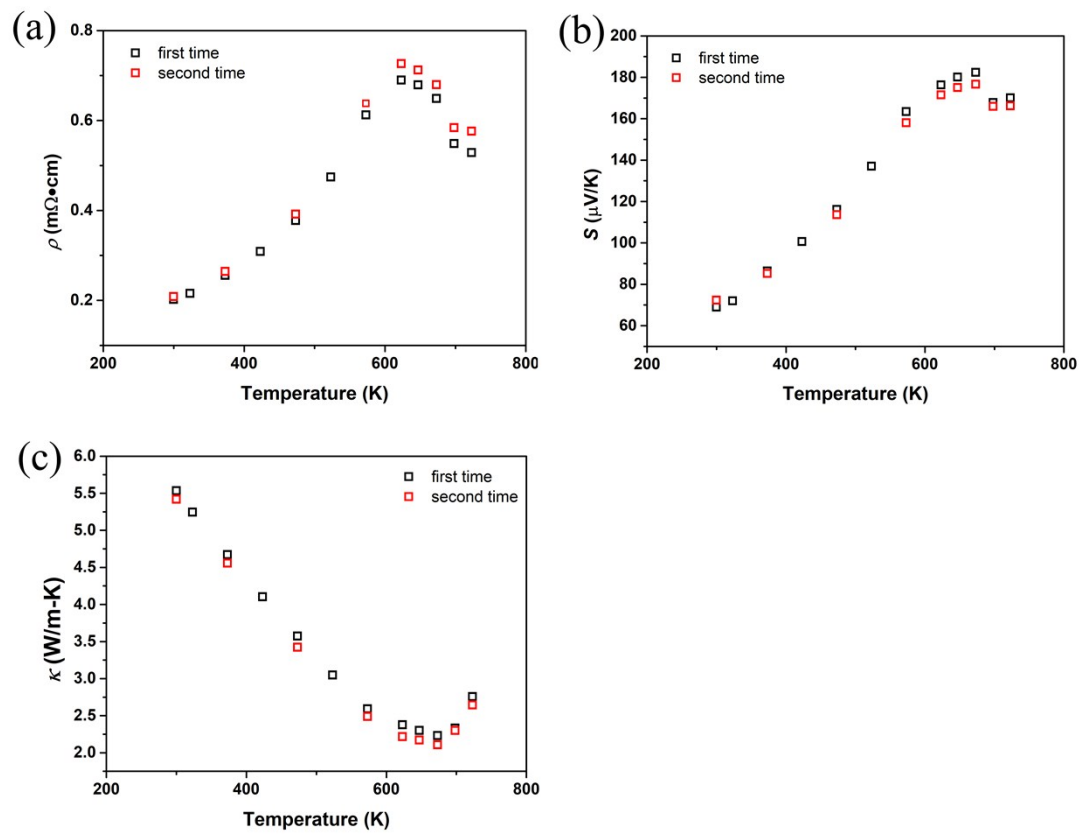 (a)
0.8
0.6
0.4
0.2
ρ (mΩ•cm)
first time
second time
200 400 600 800
Temperature (K)
(b)
200
180
160
140
120
100
80
60
S (μV/K)
first time
second time
200 400 600 800
Temperature (K)
(c)
6.0
5.5
5.0
4.5
4.0
3.5
3.0
2.5
2.0
κ (W/m-K)
first time
second time
200 400 600 800
Temperature (K)